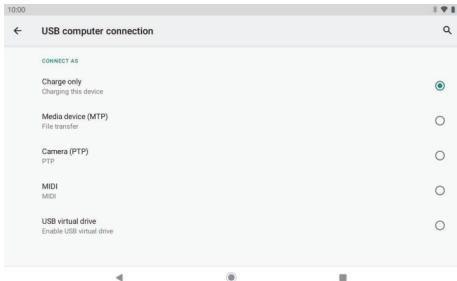 10:00
USB computer connection
CONNECT AS
Charge only
Charging this device
Media device (MTP)
File transfer
Camera (PTP)
PTP
MIDI
MIDI
USB virtual drive
Enable USB virtual drive